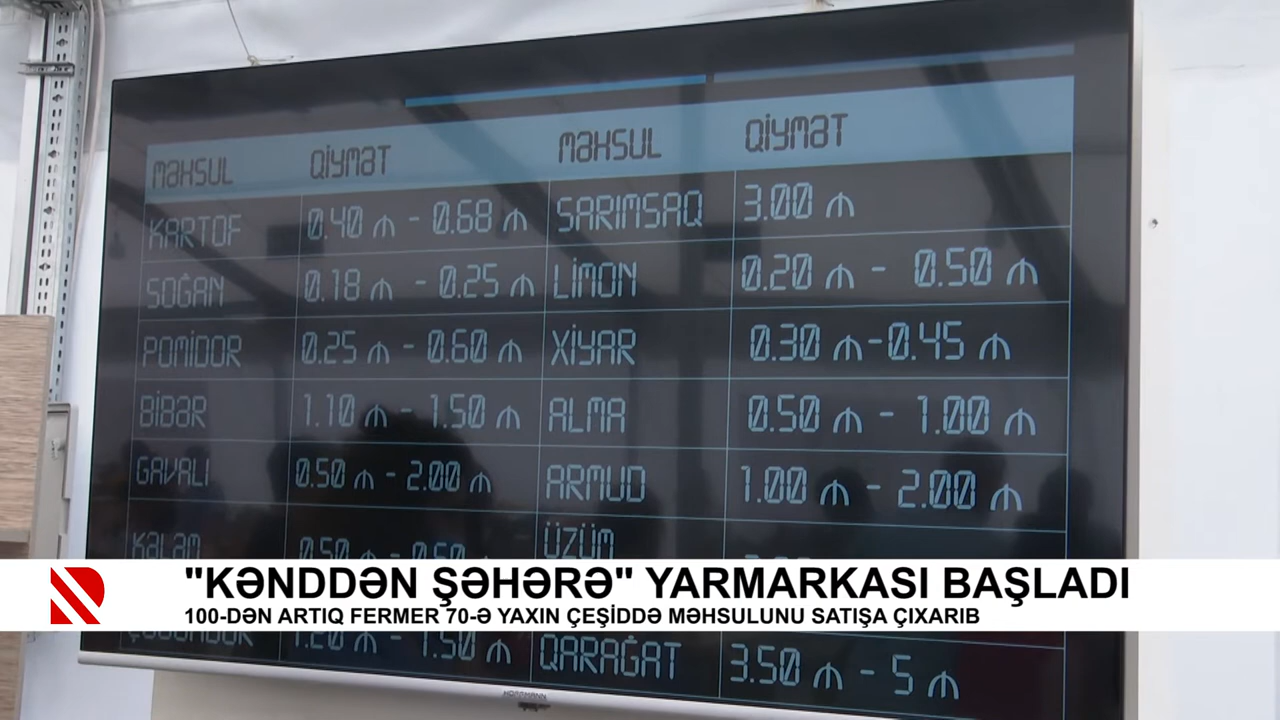 MəHSUL QİYMəT MəHSUL QİYMəT
KARTOF 0.40 ₼ - 0.68 ₼ SARIMSAQ 3.00 ₼
SOĞAN 0.18 ₼ - 0.25 ₼ LİMON 0.20 ₼ - 0.50 ₼
POMİDOR 0.25 ₼ - 0.60 ₼ XİYAR 0.30 ₼-0.45 ₼
BİBəR 1.10 ₼ - 1.50 ₼ ALMA 0.50 ₼ - 1.00 ₼
GAVALI 0.50 ₼ - 2.00 ₼ ARMUD 1.00 ₼ - 2.00 ₼
KəLəM ÜZÜM
"KƏNDDƏN ŞƏHƏRƏ" YARMARKASI BAŞLADI
100-DƏN ARTIQ FERMER 70-Ə YAXIN ÇEŞİDDƏ MƏHSULUNU SATIŞA ÇIXARIB
1.20 ₼ - 1.50 ₼ QARAĞAT 3.50 ₼ - 5 ₼
HOFFMANN